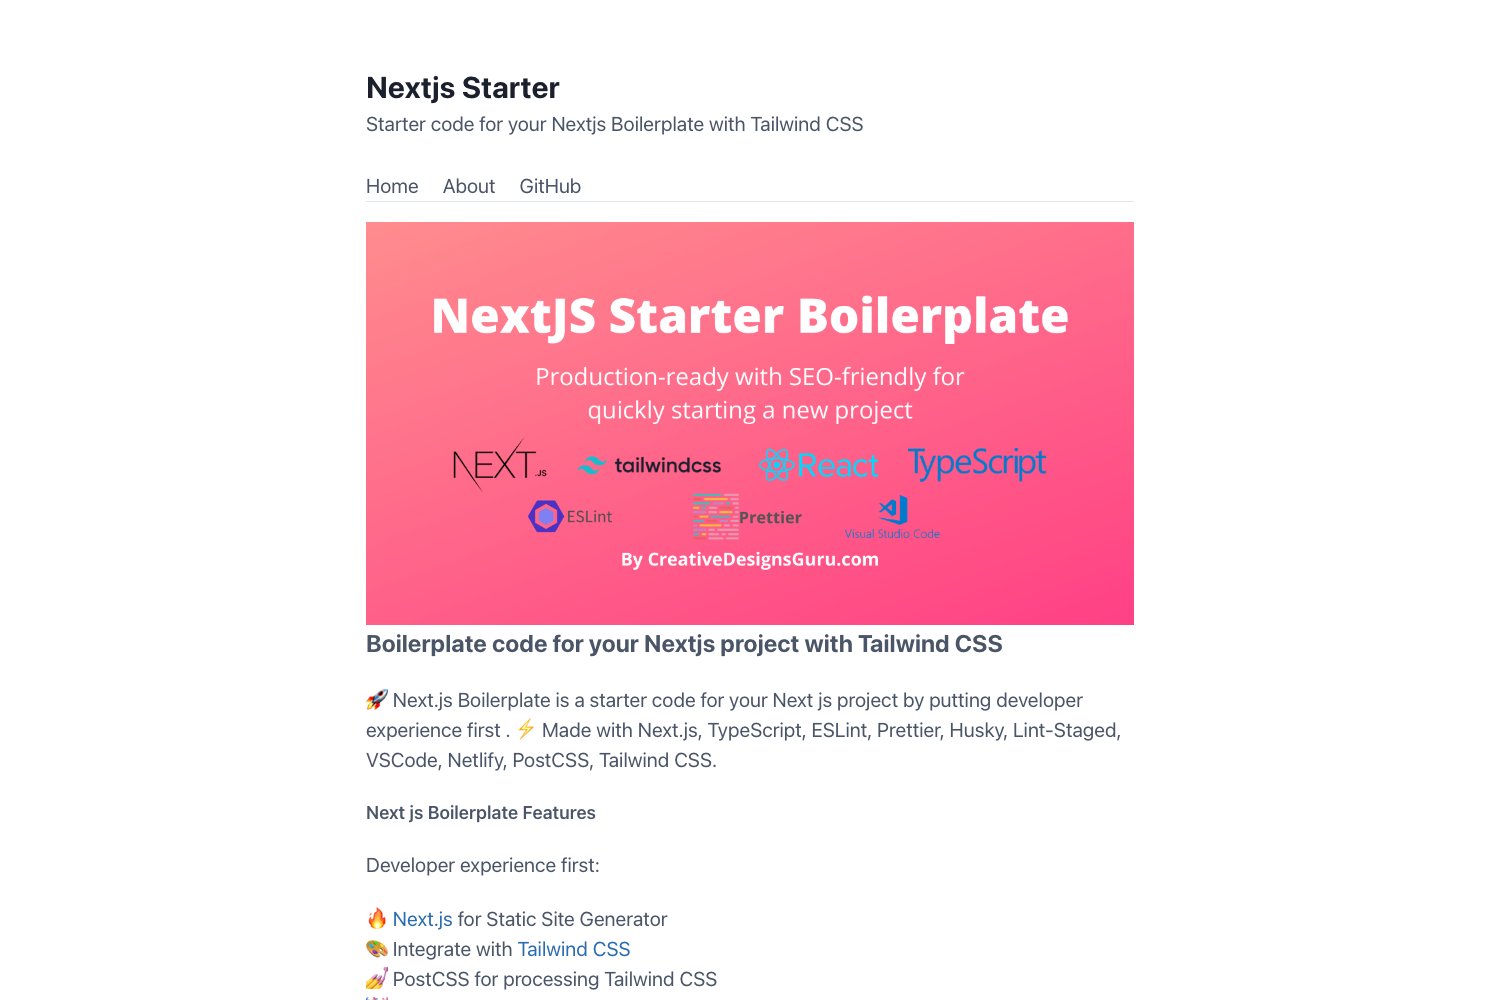 Nextjs Starter
Starter code for your Nextjs Boilerplate with Tailwind CSS
Home About GitHub
NextJS Starter Boilerplate
Production-ready with SEO-friendly for
quickly starting a new project
NEXT.JS tailwindcss React TypeScript
ESLint Prettier Visual Studio Code
By CreativeDesignsGuru.com
Boilerplate code for your Nextjs project with Tailwind CSS
🚀 Next.js Boilerplate is a starter code for your Next js project by putting developer
experience first . ⚡️ Made with Next.js, TypeScript, ESLint, Prettier, Husky, Lint-Staged,
VSCode, Netlify, PostCSS, Tailwind CSS.
Next js Boilerplate Features
Developer experience first:
🔥 Next.js for Static Site Generator
🎨 Integrate with Tailwind CSS
💅 PostCSS for processing Tailwind CSS